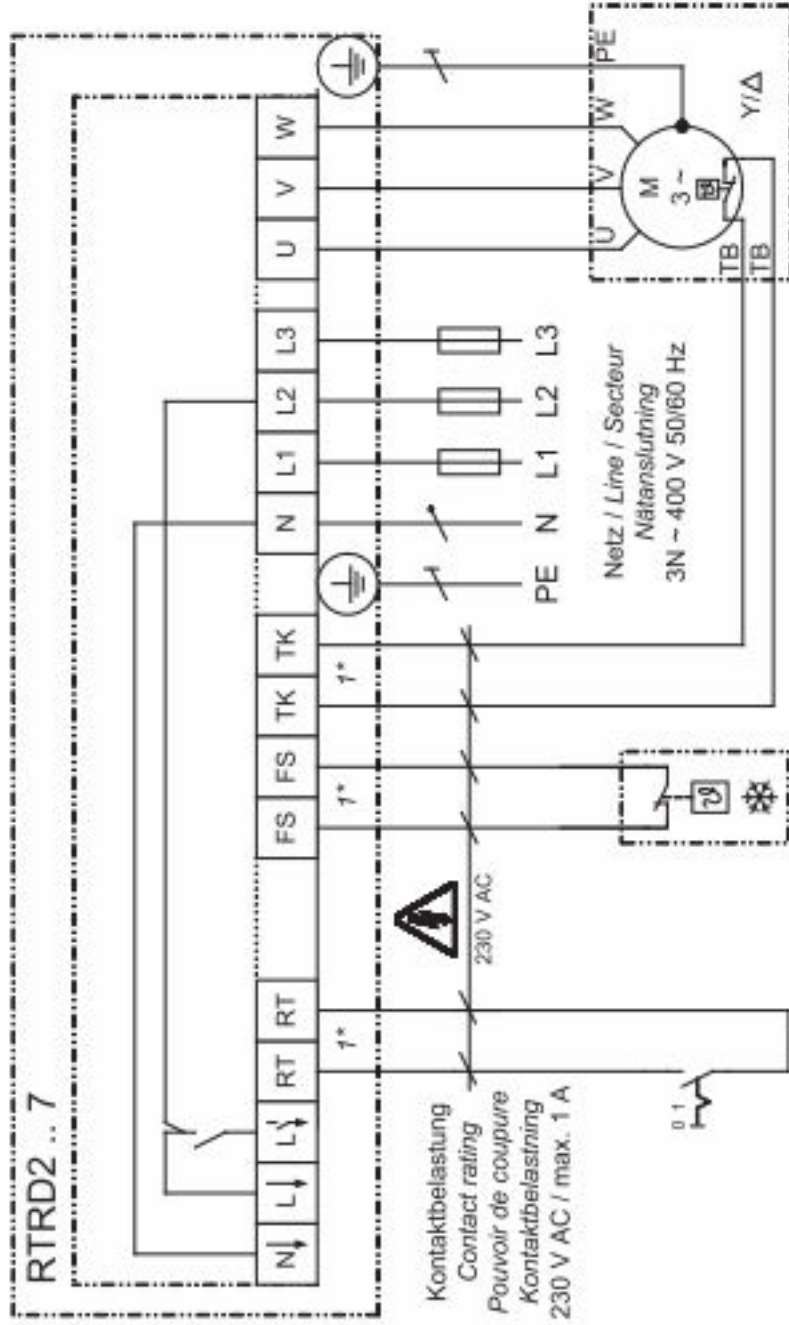 RTRD2 .. 7
N
L
L
RT
RT
FS
FS
TK
TK
N
L1
L2
L3
U
V
W
1*
1*
1*
Kontaktbelastung
Contact rating
Pouvoir de coupure
Kontaktbelastning
230 V AC / max. 1 A
230 V AC
PE
N
L1
L2
L3
Netz / Line / Secteur
Nätanslutning
3N ~ 400 V 50/60 Hz
0 1
ϑ
TB
TB
U
V
W
PE
M
3 ~
ϑ
Y/Δ